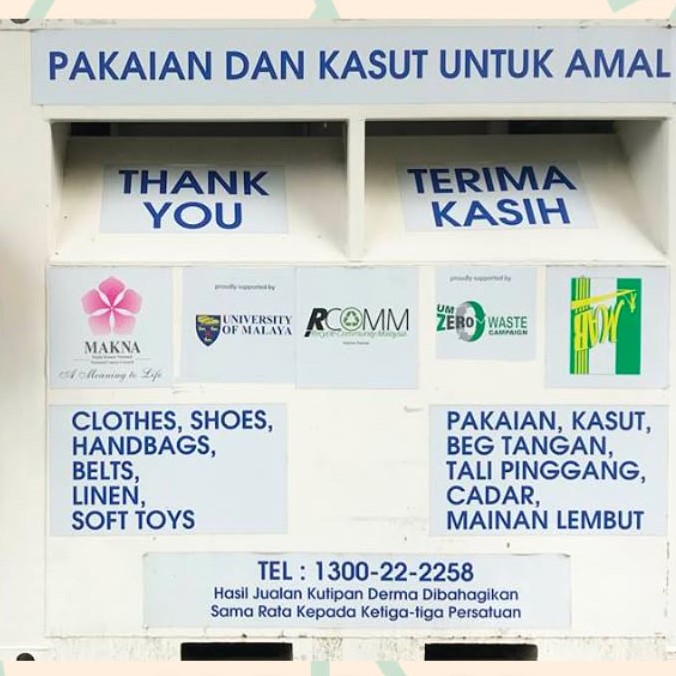 PAKAIAN DAN KASUT UNTUK AMAL
THANK
YOU
TERIMA
KASIH
MAKNA
A Meaning to Life
proudly supported by
UNIVERSITY
OF MALAYA
RCOMM
Recycle Community Malaysia
proudly supported by
UM
ZERO WASTE
CAMPAIGN
CLOTHES, SHOES,
HANDBAGS,
BELTS,
LINEN,
SOFT TOYS
PAKAIAN, KASUT,
BEG TANGAN,
TALI PINGGANG,
CADAR,
MAINAN LEMBUT
TEL : 1300-22-2258
Hasil Jualan Kutipan Derma Dibahagikan
Sama Rata Kepada Ketiga-tiga Persatuan